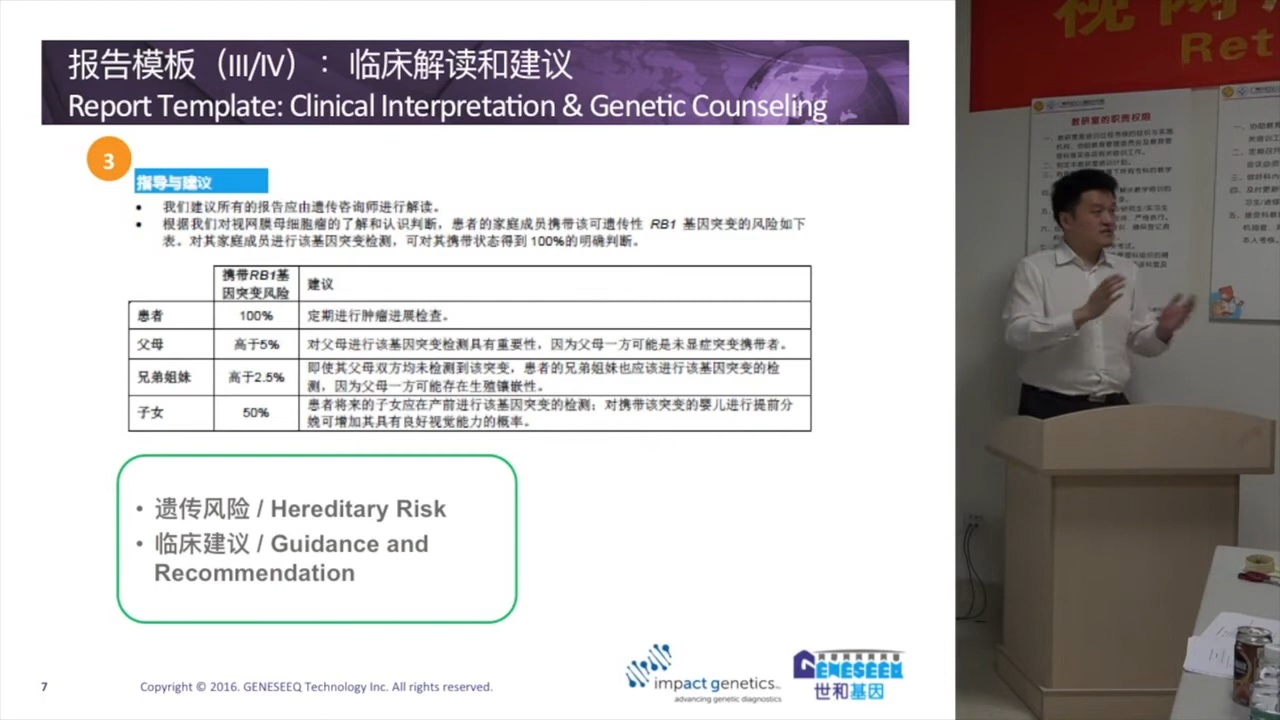 报告模板（III/IV）：临床解读和建议
Report Template: Clinical Interpretation & Genetic Counseling
3
指导与建议
• 我们建议所有的报告应由遗传咨询师进行解读。
• 根据我们对视网膜母细胞瘤的了解和认识判断，患者的家庭成员携带该可遗传性 RB1 基因突变的风险如下
表。对其家庭成员进行该基因突变检测，可对其携带状态得到 100%的明确判断。
携带RB1基
因突变风险
建议
患者 100% 定期进行肿瘤进展检查。
父母 高于5% 对父母进行该基因突变检测具有重要性，因为父母一方可能是未显症突变携带者。
兄弟姐妹 高于2.5% 即使其父母双方均未检测到该突变，患者的兄弟姐妹也应该进行该基因突变的检
测，因为父母一方可能存在生殖镶嵌性。
子女 50% 患者将来的子女应在产前进行该基因突变的检测；对携带该突变的婴儿进行提前分
娩可增加其具有良好视觉能力的概率。
• 遗传风险 / Hereditary Risk
• 临床建议 / Guidance and
Recommendation
7
Copyright © 2016. GENESEEQ Technology Inc. All rights reserved.
impact genetics
advancing genetic diagnostics
GENESEEQ
世和基因
视网
Ret
教研室的职责权限